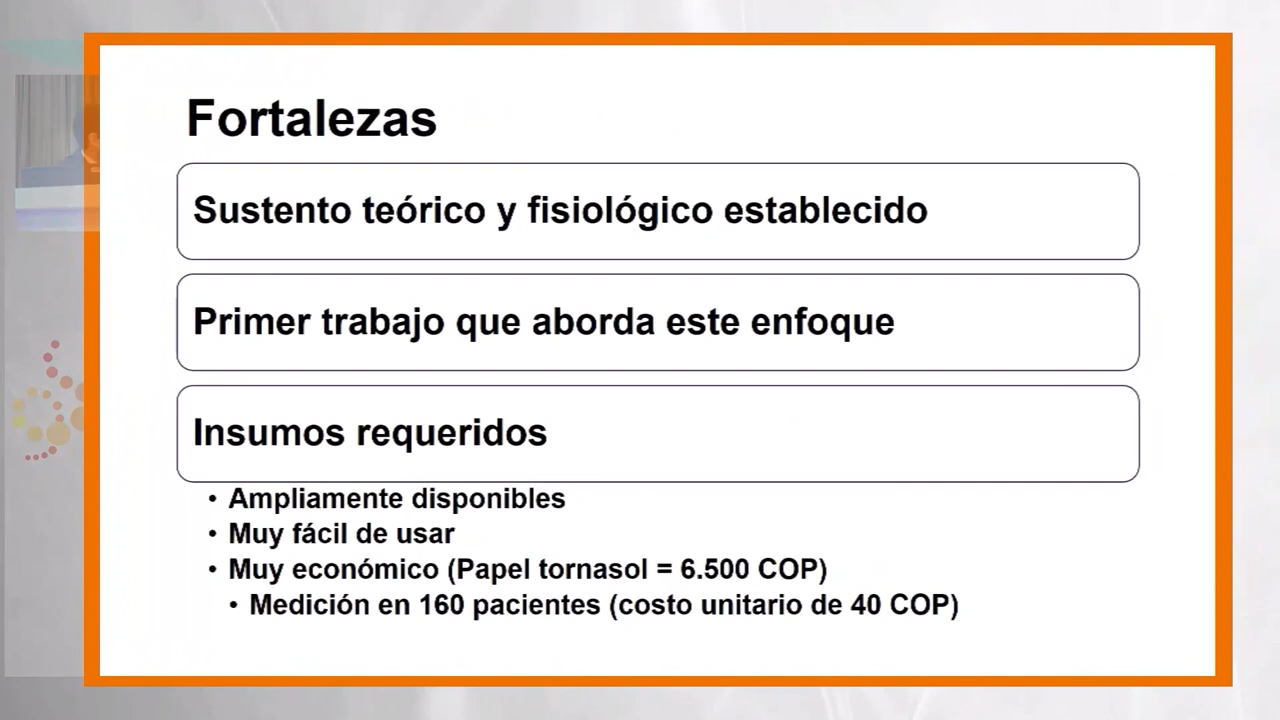 Fortalezas
Sustento teórico y fisiológico establecido
Primer trabajo que aborda este enfoque
Insumos requeridos
• Ampliamente disponibles
• Muy fácil de usar
• Muy económico (Papel tornasol = 6.500 COP)
• Medición en 160 pacientes (costo unitario de 40 COP)